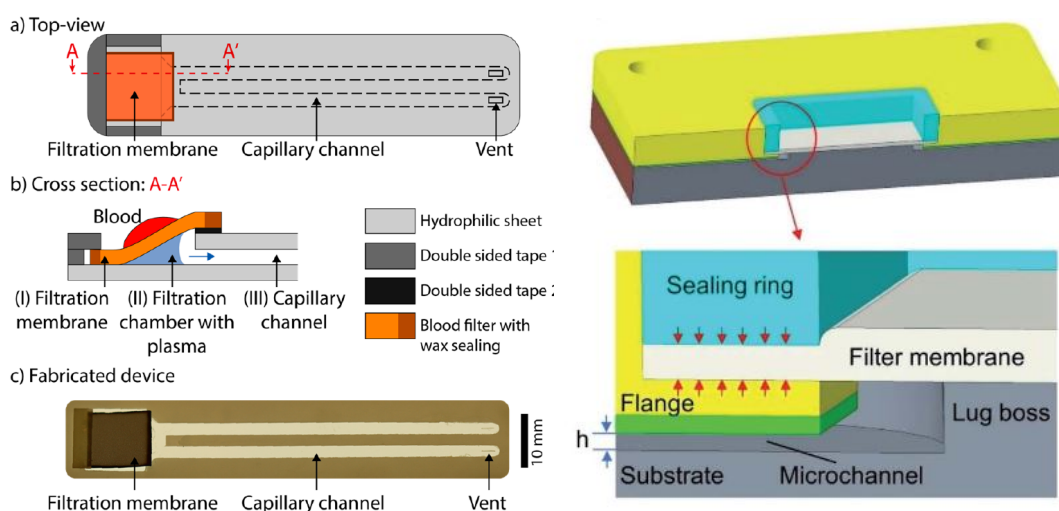 a) Top-view
A
A'
Filtration membrane
Capillary channel
Vent
b) Cross section: A-A'
Blood
(I) Filtration
membrane
(II) Filtration
chamber with
plasma
(III) Capillary
channel
Hydrophilic sheet
Double sided tape
Double sided tape
Blood filter with
wax sealing
c) Fabricated device
10 mm
Filtration membrane
Capillary channel
Vent
Sealing ring
Filter membrane
Flange
Lug boss
h
Microchannel
Substrate